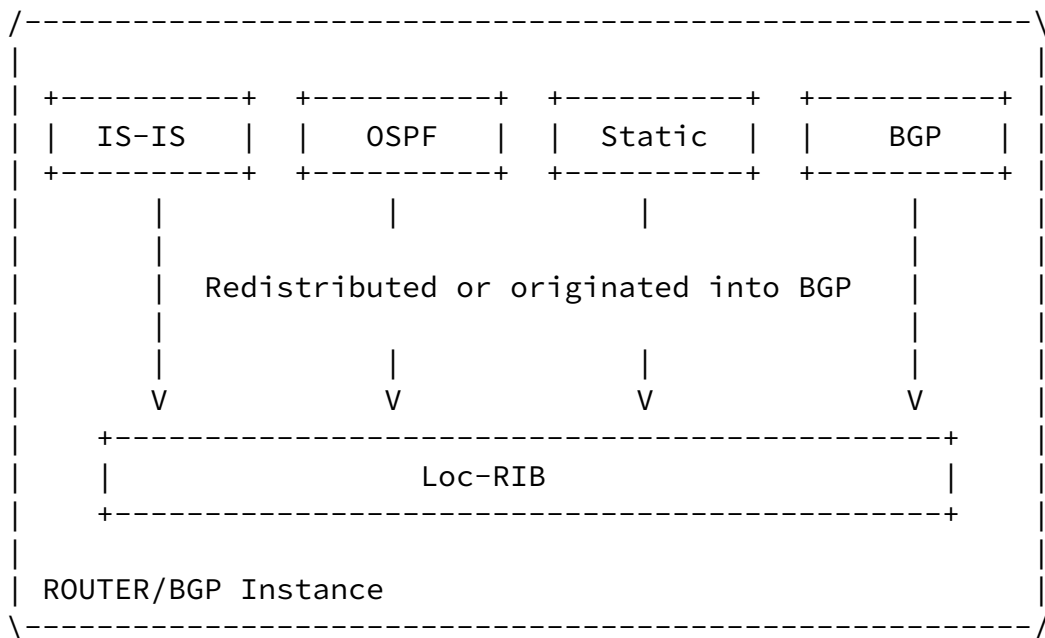 IS-IS OSPF Static BGP
Redistributed or originated into BGP
V V V V
Loc-RIB
ROUTER/BGP Instance